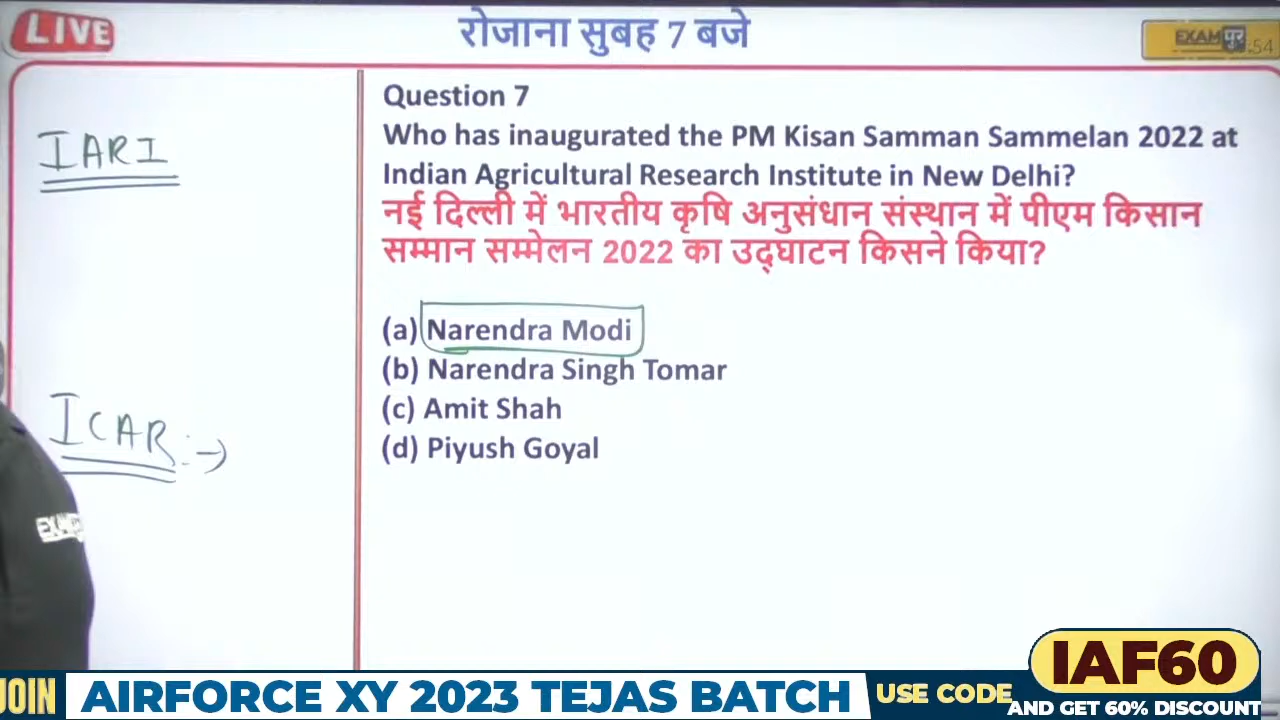 LIVE
रोजाना सुबह 7 बजे
EXAMपुर
:54
IARI
Question 7
Who has inaugurated the PM Kisan Samman Sammelan 2022 at
Indian Agricultural Research Institute in New Delhi?
नई दिल्ली में भारतीय कृषि अनुसंधान संस्थान में पीएम किसान
सम्मान सम्मेलन 2022 का उद्घाटन किसने किया?
(a) Narendra Modi
(b) Narendra Singh Tomar
(c) Amit Shah
(d) Piyush Goyal
ICAR :→
JOIN AIRFORCE XY 2023 TEJAS BATCH USE CODE IAF60
AND GET 60% DISCOUNT